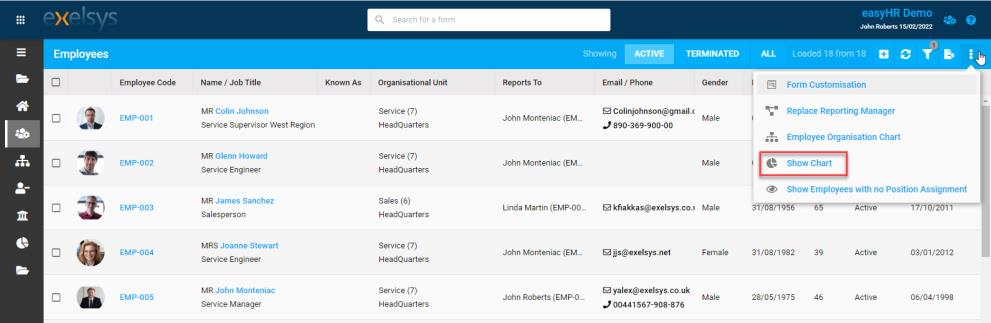 exelsys
Search for a form
easyHR Demo
John Roberts 15/02/2022
Employees
Showing ACTIVE TERMINATED ALL Loaded 18 from 18
Employee Code Name / Job Title Known As Organisational Unit Reports To Email / Phone Gender
EMP-001 MR Colin Johnson Service (7) John Monteniac (EM... Colinjohnson@gmail.c Male
Service Supervisor West Region HeadQuarters 890-369-900-00
EMP-002 MR Glenn Howard Service (7) John Monteniac (EM... Male
Service Engineer HeadQuarters
EMP-003 MR James Sanchez Sales (6) Linda Martin (EMP-00... kfiakkas@exelsys.co.u Male 31/08/1956 65 Active 17/10/2011
Salesperson HeadQuarters
EMP-004 MRS Joanne Stewart Service (7) John Monteniac (EM... jjs@exelsys.net Female 31/08/1982 39 Active 03/01/2012
Service Engineer HeadQuarters
EMP-005 MR John Monteniac Service (7) John Roberts (EMP-0... yalex@exelsys.co.uk Male 28/05/1975 46 Active 06/04/1998
Service Manager HeadQuarters 00441567-908-876
Form Customisation
Replace Reporting Manager
Employee Organisation Chart
Show Chart
Show Employees with no Position Assignment